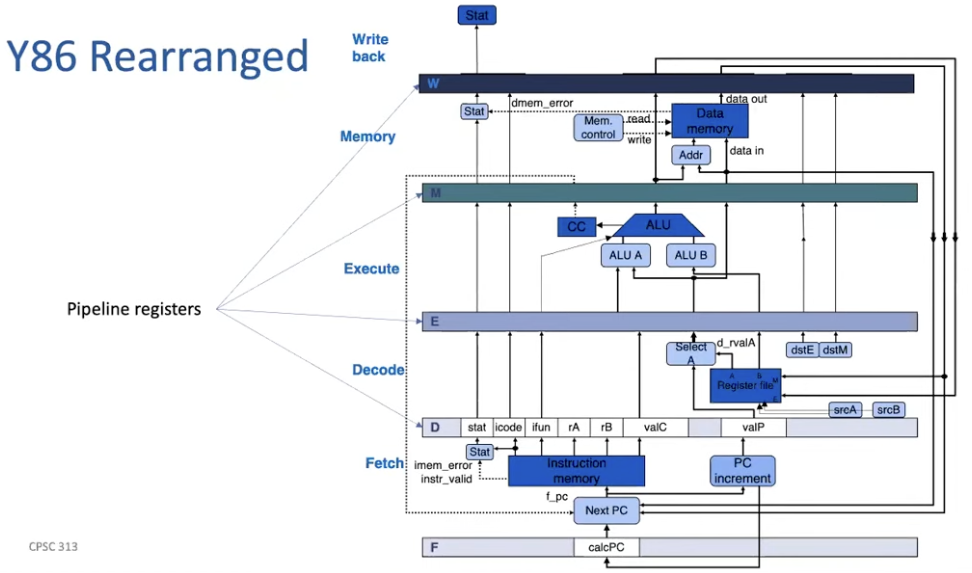 Y86 Rearranged
Stat
Write
back
W
Stat
dmem_error
data out
Mem.
control
read
write
Data
memory
Memory
Addr
data in
M
CC
ALU
ALU A
ALU B
Execute
Pipeline registers
E
Select
A
d_rvalA
dstE
dstM
Decode
A
B
M
Register file
E
srcA
srcB
D
stat
icode
ifun
rA
rB
valC
valP
Stat
Fetch
imem_error
instr_valid
Instruction
memory
PC
increment
f_pc
Next PC
CPSC 313
F
calcPC